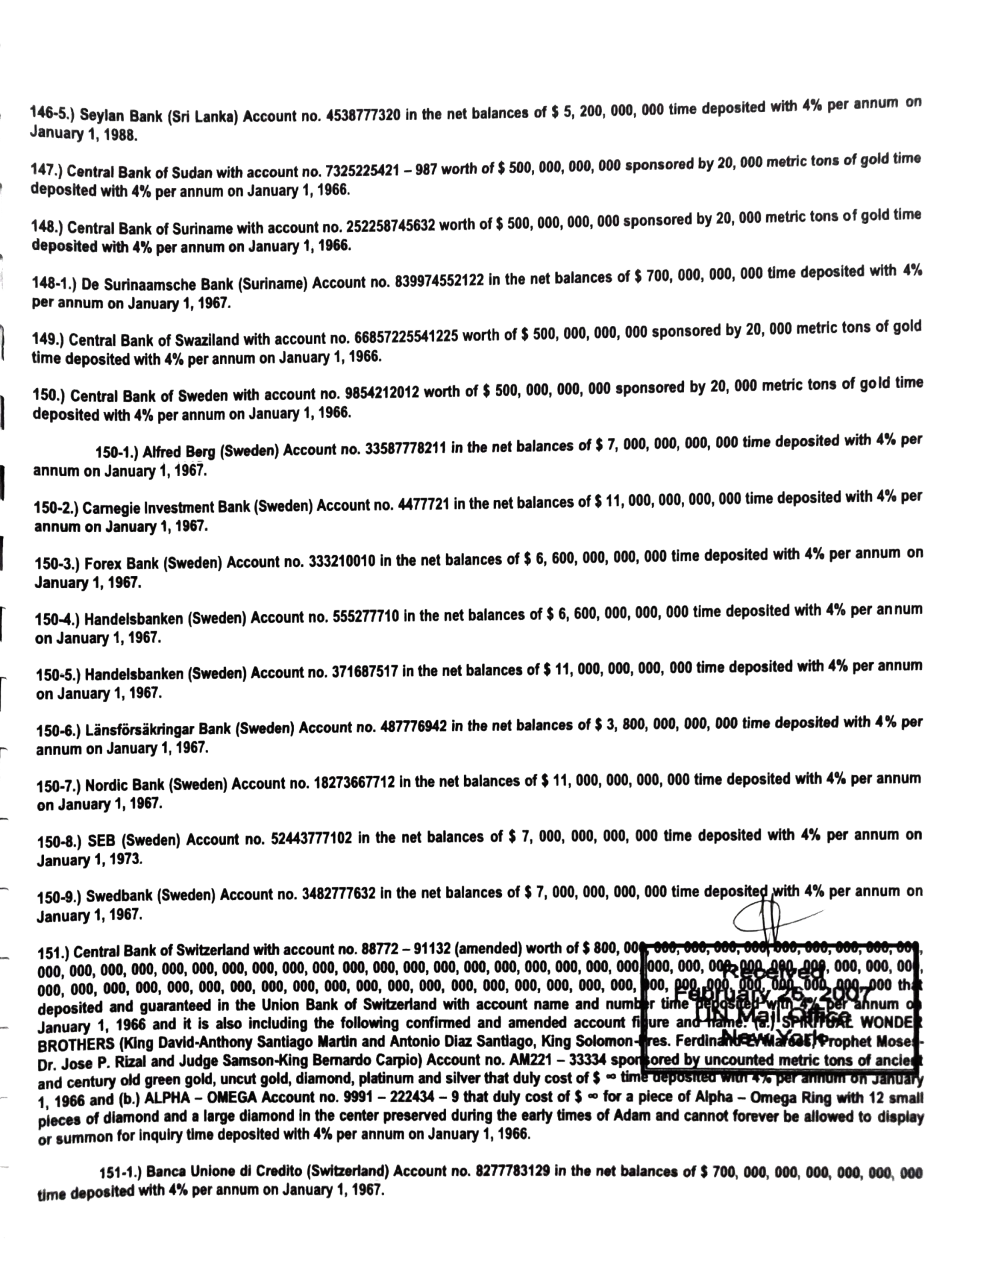 146-5.) Seylan Bank (Sri Lanka) Account no. 4538777320 in the net balances of $ 5, 200, 000, 000 time deposited with 4% per annum on
January 1, 1988.
147.) Central Bank of Sudan with account no. 7325225421 – 987 worth of $ 500, 000, 000, 000 sponsored by 20, 000 metric tons of gold time
deposited with 4% per annum on January 1, 1966.
148.) Central Bank of Suriname with account no. 252258745632 worth of $ 500, 000, 000, 000 sponsored by 20, 000 metric tons of gold time
deposited with 4% per annum on January 1, 1966.
148-1.) De Surinaamsche Bank (Suriname) Account no. 839974552122 in the net balances of $ 700, 000, 000, 000 time deposited with 4%
per annum on January 1, 1967.
149.) Central Bank of Swaziland with account no. 66857225541225 worth of $ 500, 000, 000, 000 sponsored by 20, 000 metric tons of gold
time deposited with 4% per annum on January 1, 1966.
150.) Central Bank of Sweden with account no. 9854212012 worth of $ 500, 000, 000, 000 sponsored by 20, 000 metric tons of gold time
deposited with 4% per annum on January 1, 1966.
150-1.) Alfred Berg (Sweden) Account no. 33587778211 in the net balances of $ 7, 000, 000, 000, 000 time deposited with 4% per
annum on January 1, 1967.
150-2.) Carnegie Investment Bank (Sweden) Account no. 4477721 in the net balances of $ 11, 000, 000, 000, 000 time deposited with 4% per
annum on January 1, 1967.
150-3.) Forex Bank (Sweden) Account no. 333210010 in the net balances of $ 6, 600, 000, 000, 000 time deposited with 4% per annum on
January 1, 1967.
150-4.) Handelsbanken (Sweden) Account no. 555277710 in the net balances of $ 6, 600, 000, 000, 000 time deposited with 4% per annum
on January 1, 1967.
150-5.) Handelsbanken (Sweden) Account no. 371687517 in the net balances of $ 11, 000, 000, 000, 000 time deposited with 4% per annum
on January 1, 1967.
150-6.) Länsförsäkringar Bank (Sweden) Account no. 487776942 in the net balances of $ 3, 800, 000, 000, 000 time deposited with 4% per
annum on January 1, 1967.
150-7.) Nordic Bank (Sweden) Account no. 18273667712 in the net balances of $ 11, 000, 000, 000, 000 time deposited with 4% per annum
on January 1, 1967.
150-8.) SEB (Sweden) Account no. 52443777102 in the net balances of $ 7, 000, 000, 000, 000 time deposited with 4% per annum on
January 1, 1973.
150-9.) Swedbank (Sweden) Account no. 3482777632 in the net balances of $ 7, 000, 000, 000, 000 time deposited with 4% per annum on
January 1, 1967.
151.) Central Bank of Switzerland with account no. 88772 – 91132 (amended) worth of $ 800, 000, 000, 000, 000, 000, 000, 000, 000, 000,
000, 000, 000, 000, 000, 000, 000, 000, 000, 000, 000, 000, 000, 000, 000, 000, 000, 000, 000, 000, 000, 000, 000, 000, 000, 000, 000, 000,
000, 000, 000, 000, 000, 000, 000, 000, 000, 000, 000, 000, 000, 000, 000, 000, 000, 000, 000, 000, 000, 000, 000, 000, 000, 000, 000 that
deposited and guaranteed in the Union Bank of Switzerland with account name and number time deposited with 4% per annum on
January 1, 1966 and it is also including the following confirmed and amended account figure and frame: (a.) SPIRITUAL WONDER
BROTHERS (King David-Anthony Santiago Martin and Antonio Diaz Santiago, King Solomon-Pres. Ferdinand E. Marcos, Prophet Moses-
Dr. Jose P. Rizal and Judge Samson-King Bernardo Carpio) Account no. AM221 – 33334 sponsored by uncounted metric tons of ancient
and century old green gold, uncut gold, diamond, platinum and silver that duly cost of $ ∞ time deposited with 4% per annum on January
1, 1966 and (b.) ALPHA – OMEGA Account no. 9991 – 222434 – 9 that duly cost of $ ∞ for a piece of Alpha – Omega Ring with 12 small
pieces of diamond and a large diamond in the center preserved during the early times of Adam and cannot forever be allowed to display
or summon for inquiry time deposited with 4% per annum on January 1, 1966.
Received
February 26, 2007
UN Mail Office
New York
151-1.) Banca Unione di Credito (Switzerland) Account no. 8277783129 in the net balances of $ 700, 000, 000, 000, 000, 000, 000
time deposited with 4% per annum on January 1, 1967.